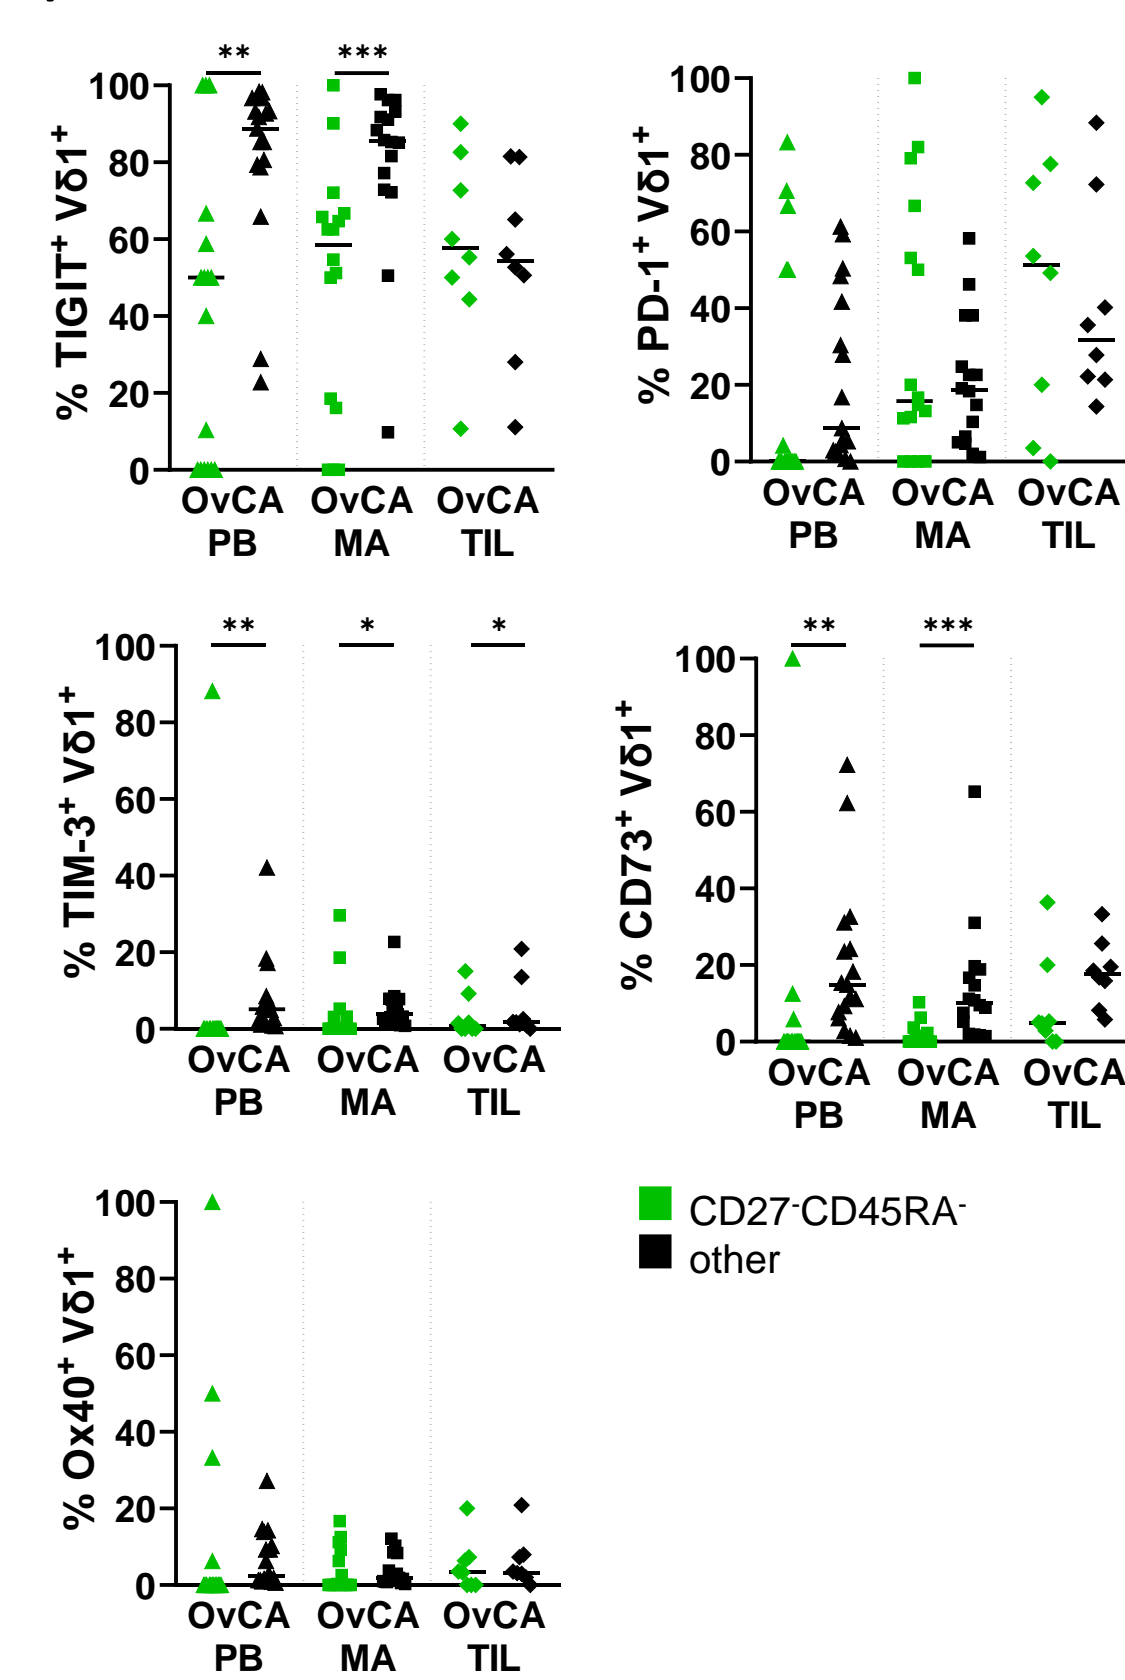 ** ***
% TIGIT⁺ Vδ1⁺
100
80
60
40
20
0
OvCA OvCA OvCA
PB MA TIL
% PD-1⁺ Vδ1⁺
100
80
60
40
20
0
OvCA OvCA OvCA
PB MA TIL
** * *
% TIM-3⁺ Vδ1⁺
100
80
60
40
20
0
OvCA OvCA OvCA
PB MA TIL
** ***
% CD73⁺ Vδ1⁺
100
80
60
40
20
0
OvCA OvCA OvCA
PB MA TIL
% Ox40⁺ Vδ1⁺
100
80
60
40
20
0
OvCA OvCA OvCA
PB MA TIL
CD27⁻CD45RA⁻
other